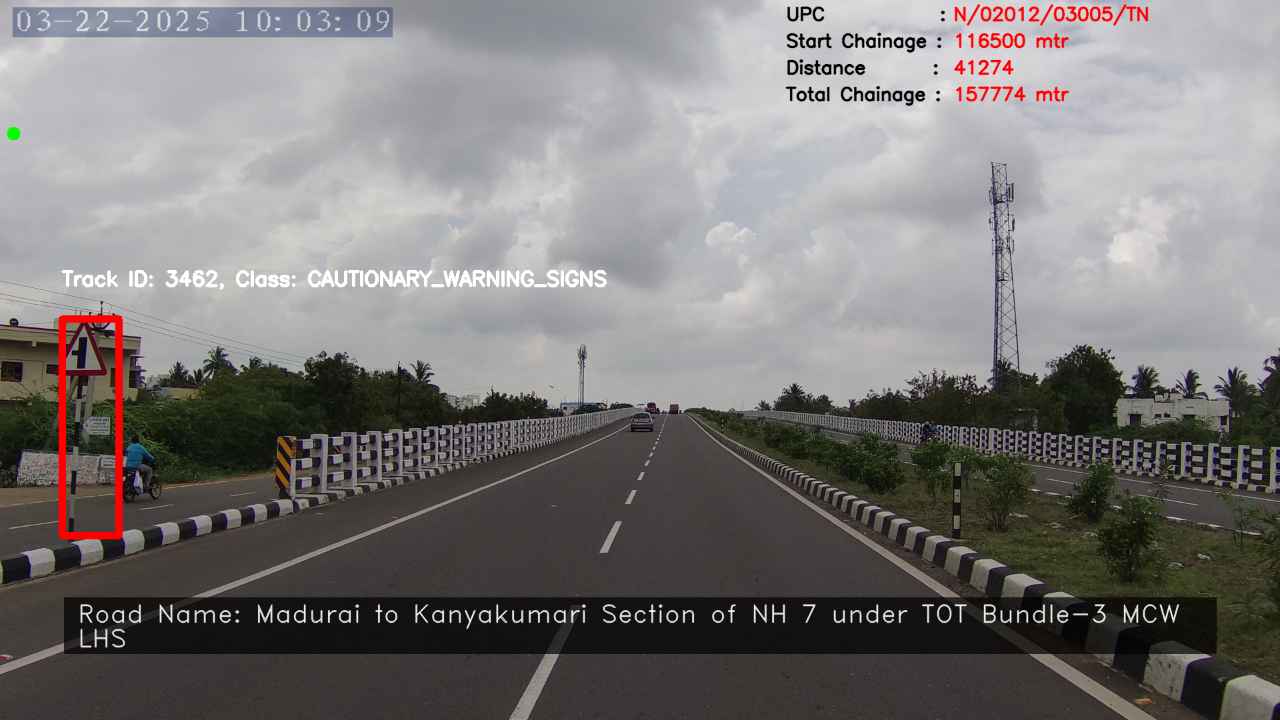 03-22-2025 10:03:09
UPC : N/02012/03005/TN
Start Chainage : 116500 mtr
Distance : 41274
Total Chainage : 157774 mtr
Track ID: 3462, Class: CAUTIONARY_WARNING_SIGNS
Road Name: Madurai to Kanyakumari Section of NH 7 under TOT Bundle-3 MCW
LHS